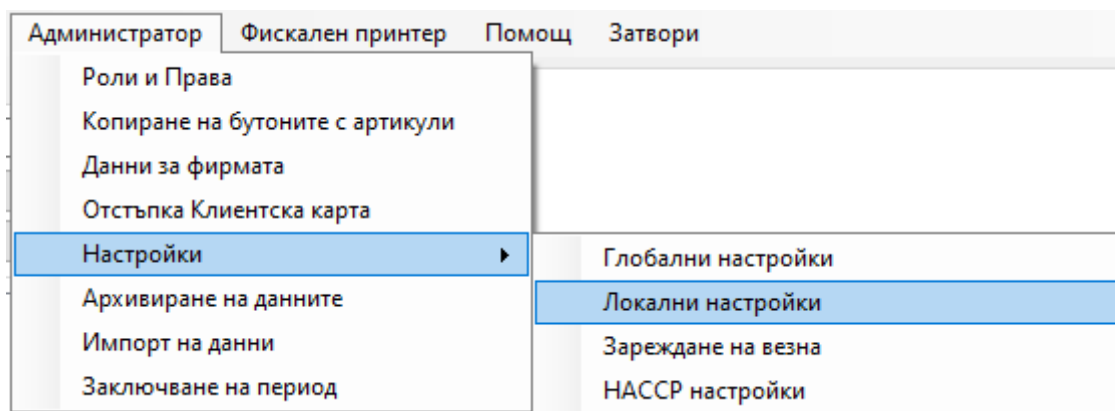 Администратор Фискален принтер Помощ Затвори
Роли и Права
Копиране на бутоните с артикули
Данни за фирмата
Отстъпка Клиентска карта
Настройки
Архивиране на данните
Импорт на данни
Заключване на период
Глобални настройки
Локални настройки
Зареждане на везна
НАССР настройки